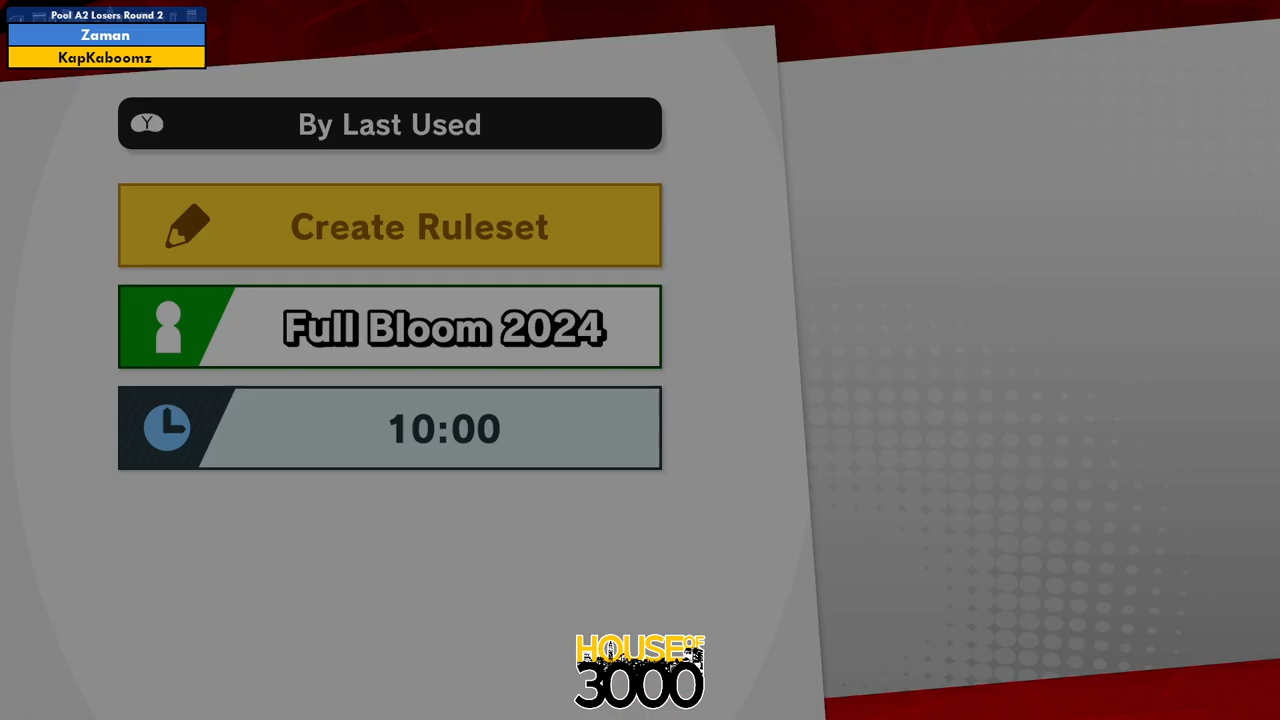 Pool A2 Losers Round 2
Zaman
KapKaboomz
Y
By Last Used
Create Ruleset
Full Bloom 2024
10:00
HOUSE OF
3000